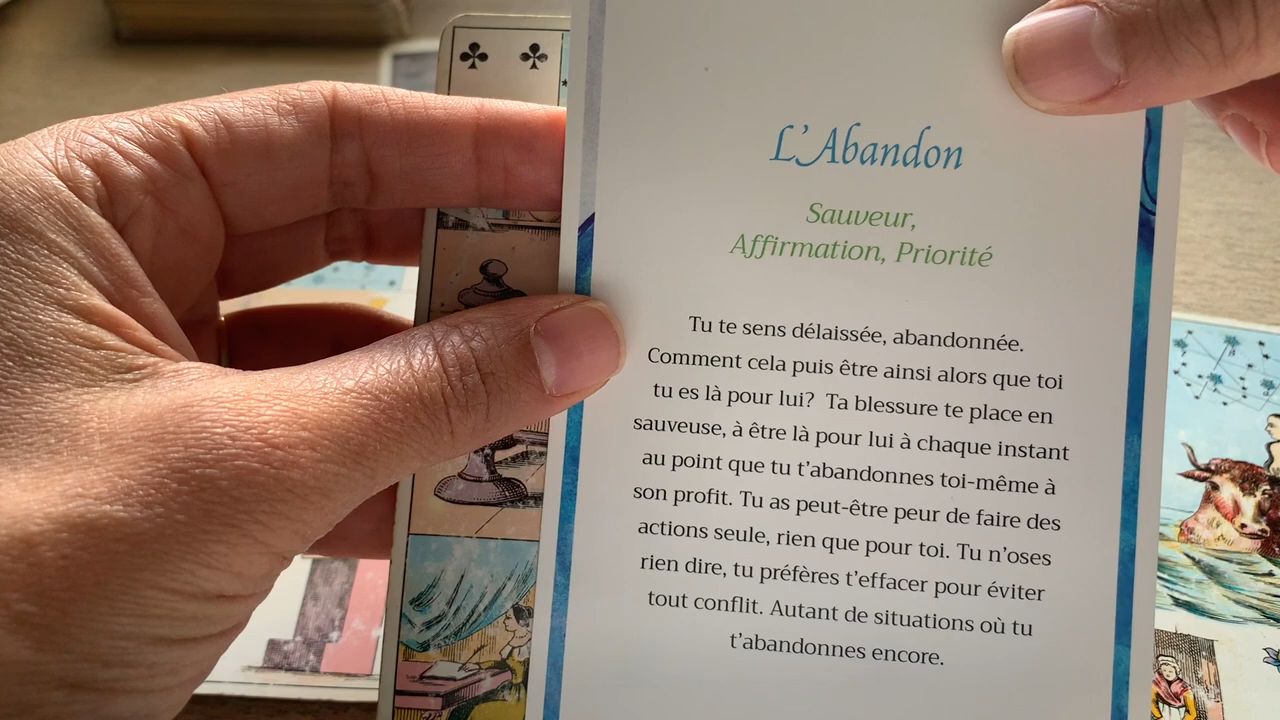 L'Abandon
Sauveur,
Affirmation, Priorité
Tu te sens délaissée, abandonnée.
Comment cela puis être ainsi alors que toi
tu es là pour lui? Ta blessure te place en
sauveuse, à être là pour lui à chaque instant
au point que tu t'abandonnes toi-même à
son profit. Tu as peut-être peur de faire des
actions seule, rien que pour toi. Tu n'oses
rien dire, tu préfères t'effacer pour éviter
tout conflit. Autant de situations où tu
t'abandonnes encore.